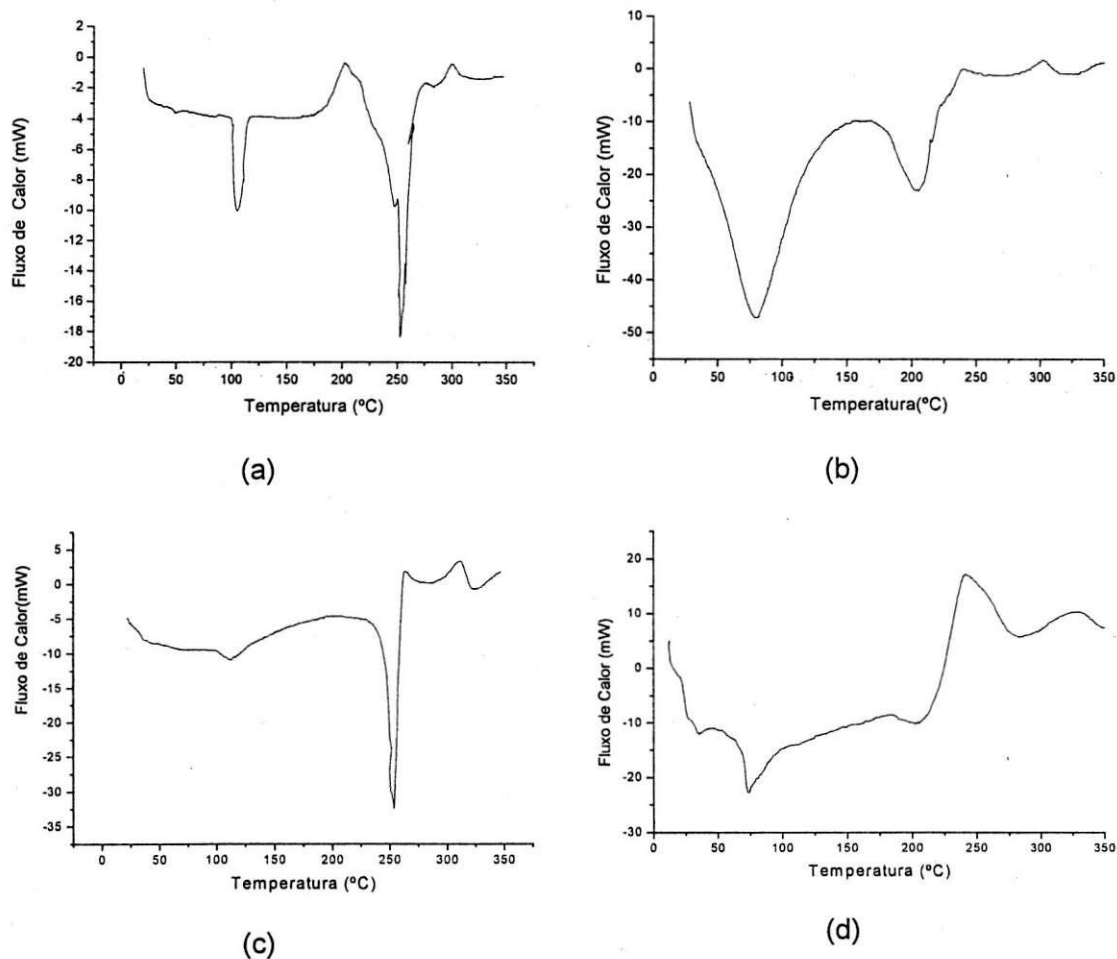 4
2
0
-2
-4
-6
-8
-10
-12
-14
-16
-18
-20
0 50 100 150 200 250 300 350
Fluxo de Calor (mW)
Temperatura (ºC)
(a)
10
0
-10
-20
-30
-40
-50
0 50 100 150 200 250 300 350
Fluxo de Calor (mW)
Temperatura(ºC)
(b)
5
0
-5
-10
-15
-20
-25
-30
-35
0 50 100 150 200 250 300 350
Fluxo de Calor(mW)
Temperatura (ºC)
(c)
20
10
0
-10
-20
-30
0 50 100 150 200 250 300 350
Fluxo de Calor (mW)
Temperatura (ºC)
(d)